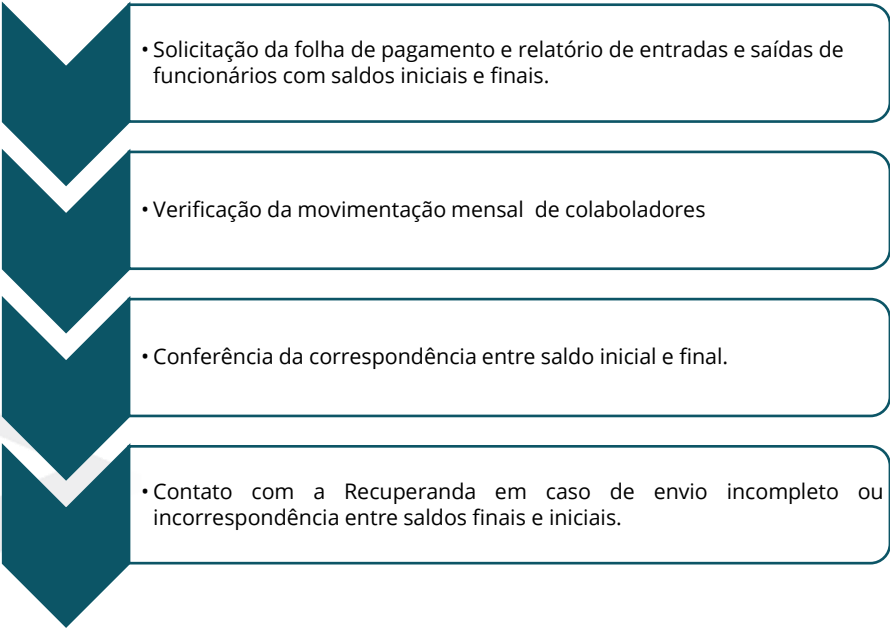 • Solicitação da folha de pagamento e relatório de entradas e saídas de
funcionários com saldos iniciais e finais.
• Verificação da movimentação mensal de colaboladores
• Conferência da correspondência entre saldo inicial e final.
• Contato com a Recuperanda em caso de envio incompleto ou
incorrespondência entre saldos finais e iniciais.